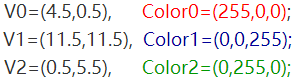 V0=(4.5,0.5), Color0=(255,0,0);
V1=(11.5,11.5), Color1=(0,0,255);
V2=(0.5,5.5), Color2=(0,255,0);